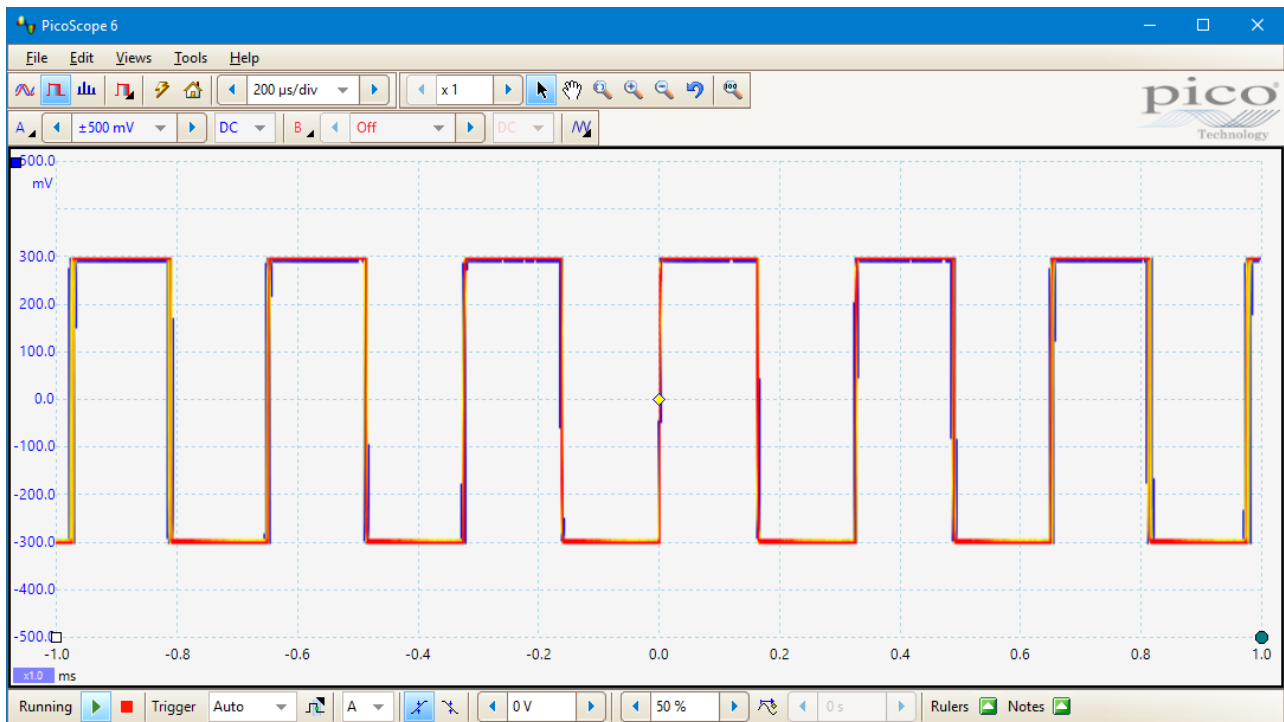 PicoScope 6
File Edit Views Tools Help
200 µs/div x 1
A ±500 mV DC B Off DC
pico
Technology
500.0
mV
300.0
200.0
100.0
0.0
-100.0
-200.0
-300.0
-400.0
-500.0
-1.0 -0.8 -0.6 -0.4 -0.2 0.0 0.2 0.4 0.6 0.8 1.0
x1.0 ms
Running Trigger Auto A 0 V 50 % 0 s Rulers Notes